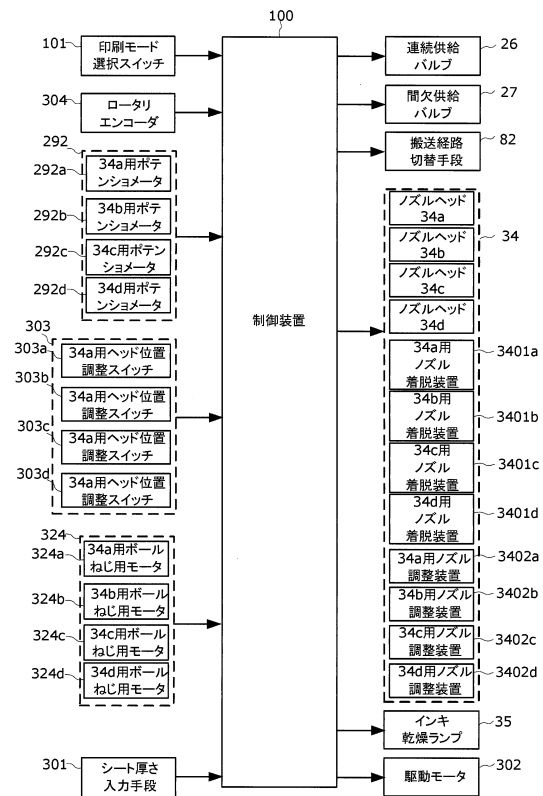 100
101
印刷モード
選択スイッチ
304
ロータリ
エンコーダ
292
292a
34a用ポテ
ンショメータ
292b
34b用ポテ
ンショメータ
292c
34c用ポテン
ショメータ
292d
34d用ポテ
ンショメータ
303
303a
34a用ヘッド位置
調整スイッチ
303b
34a用ヘッド位置
調整スイッチ
303c
34a用ヘッド位置
調整スイッチ
303d
34a用ヘッド位置
調整スイッチ
324
324a
34a用ボール
ねじ用モータ
324b
34b用ボール
ねじ用モータ
324c
34c用ボール
ねじ用モータ
324d
34d用ボール
ねじ用モータ
301
シート厚さ
入力手段
制御装置
連続供給
バルブ
26
間欠供給
バルブ
27
搬送経路
切替手段
82
34
ノズルヘッド
34a
ノズルヘッド
34b
ノズルヘッド
34c
ノズルヘッド
34d
34a用
ノズル
着脱装置
3401a
34b用
ノズル
着脱装置
3401b
34c用
ノズル
着脱装置
3401c
34d用
ノズル
着脱装置
3401d
34a用ノズル
調整装置
3402a
34b用ノズル
調整装置
3402b
34c用ノズル
調整装置
3402c
34d用ノズル
調整装置
3402d
インキ
乾燥ランプ
35
駆動モータ
302